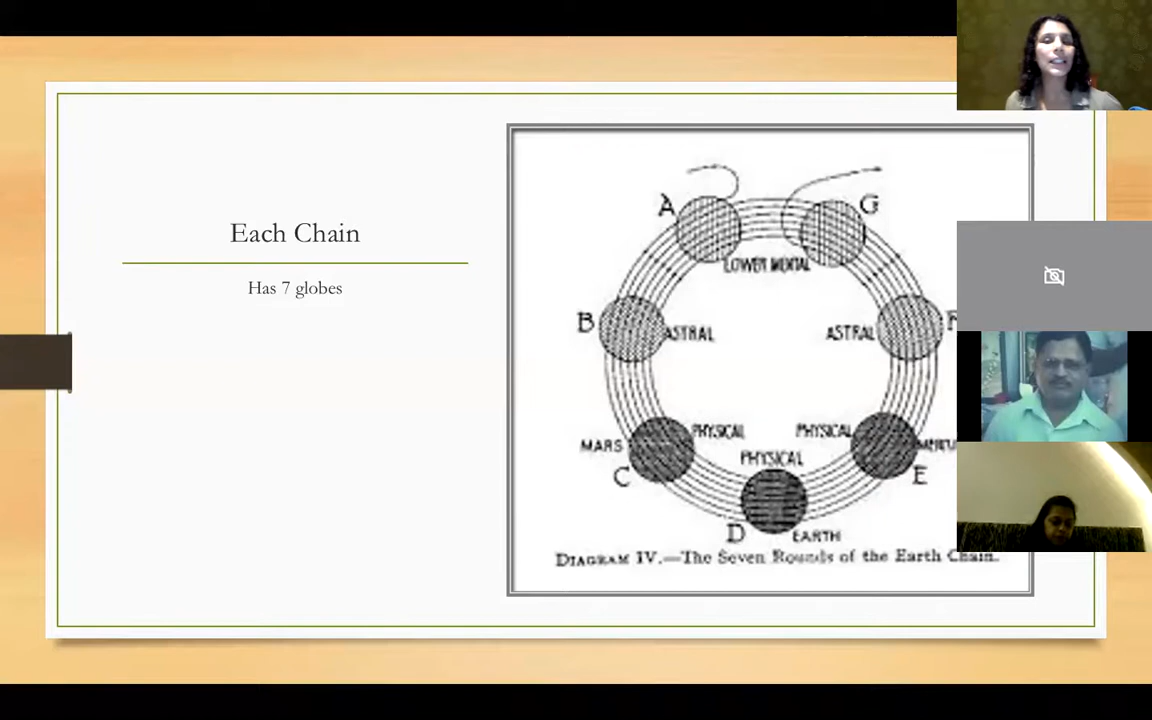 Each Chain
Has 7 globes
A
G
LOWER MENTAL
B
ASTRAL
ASTRAL
MARS
PHYSICAL
PHYSICAL
PHYSICAL
C
E
D
EARTH
DIAGRAM IV.—The Seven Rounds of the Earth Chain.